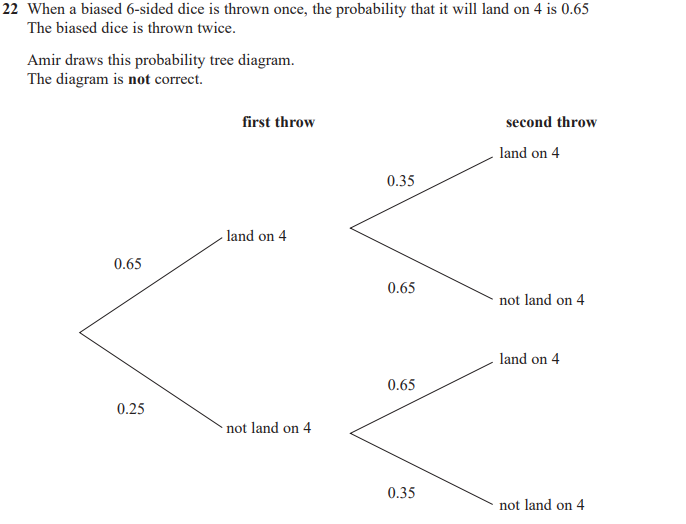 22 When a biased 6-sided dice is thrown once, the probability that it will land on 4 is 0.65
The biased dice is thrown twice.
Amir draws this probability tree diagram.
The diagram is not correct.
first throw
second throw
land on 4
0.35
land on 4
0.65
0.65
not land on 4
land on 4
0.65
0.25
not land on 4
0.35
not land on 4